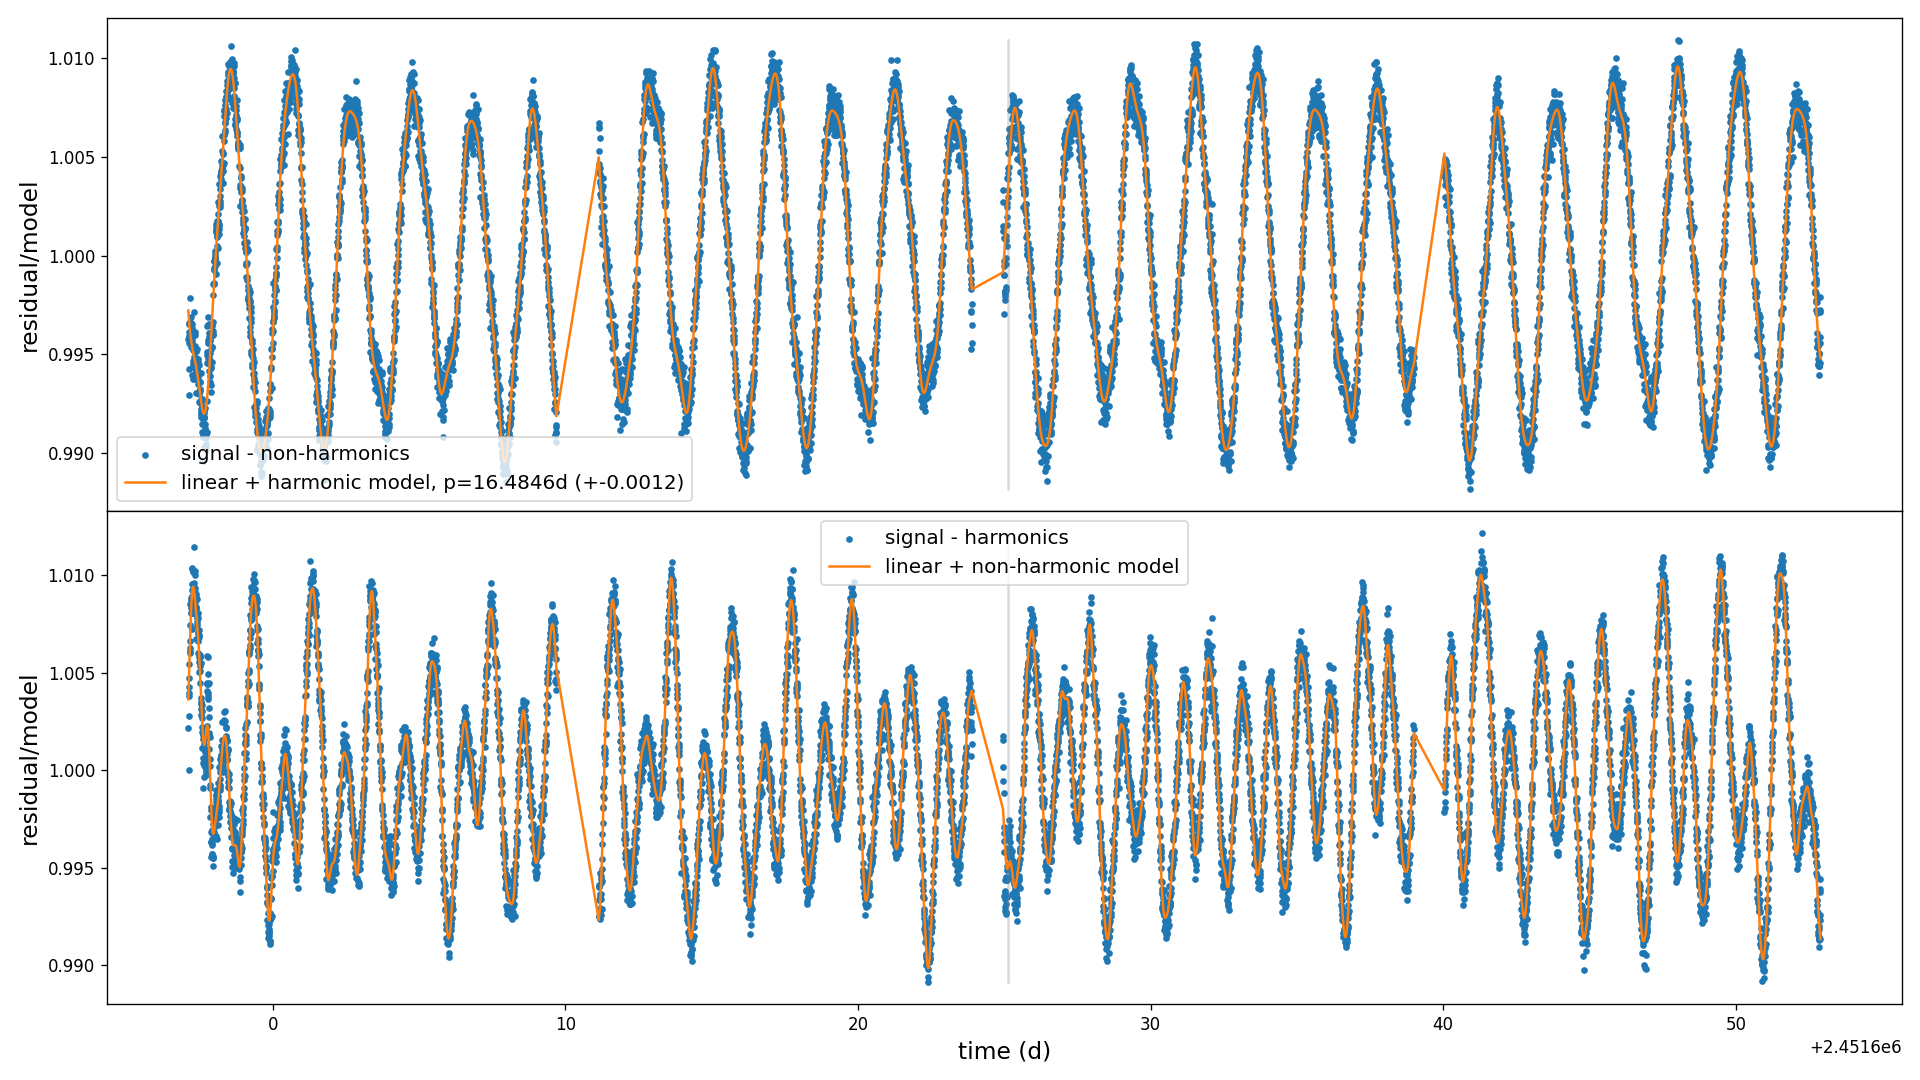 residual/model
1.010
1.005
1.000
0.995
0.990
signal - non-harmonics
linear + harmonic model, p=16.4846d (+-0.0012)
residual/model
1.010
1.005
1.000
0.995
0.990
signal - harmonics
linear + non-harmonic model
0 10 20 30 40 50
time (d)
+2.4516e6